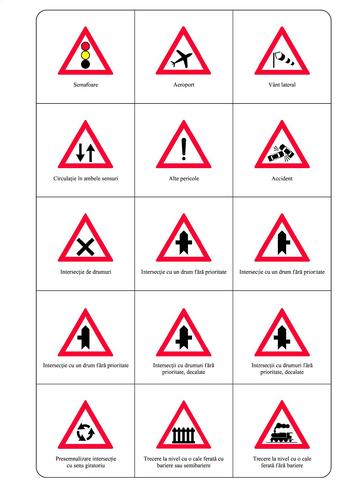 Semafoare
Aeroport
Vânt lateral
Circulație în ambele sensuri
Alte pericole
Accident
Intersecție de drumuri
Intersecție cu un drum fără prioritate
Intersecție cu un drum fără prioritate
Intersecție cu un drum fără prioritate
Intersecții cu drumuri fără
prioritate, decalate
Intersecții cu drumuri fără
prioritate, decalate
Presemnalizare intersecție
cu sens giratoriu
Trecere la nivel cu o cale ferată cu
bariere sau semibariere
Trecere la nivel cu o cale
ferată fără bariere